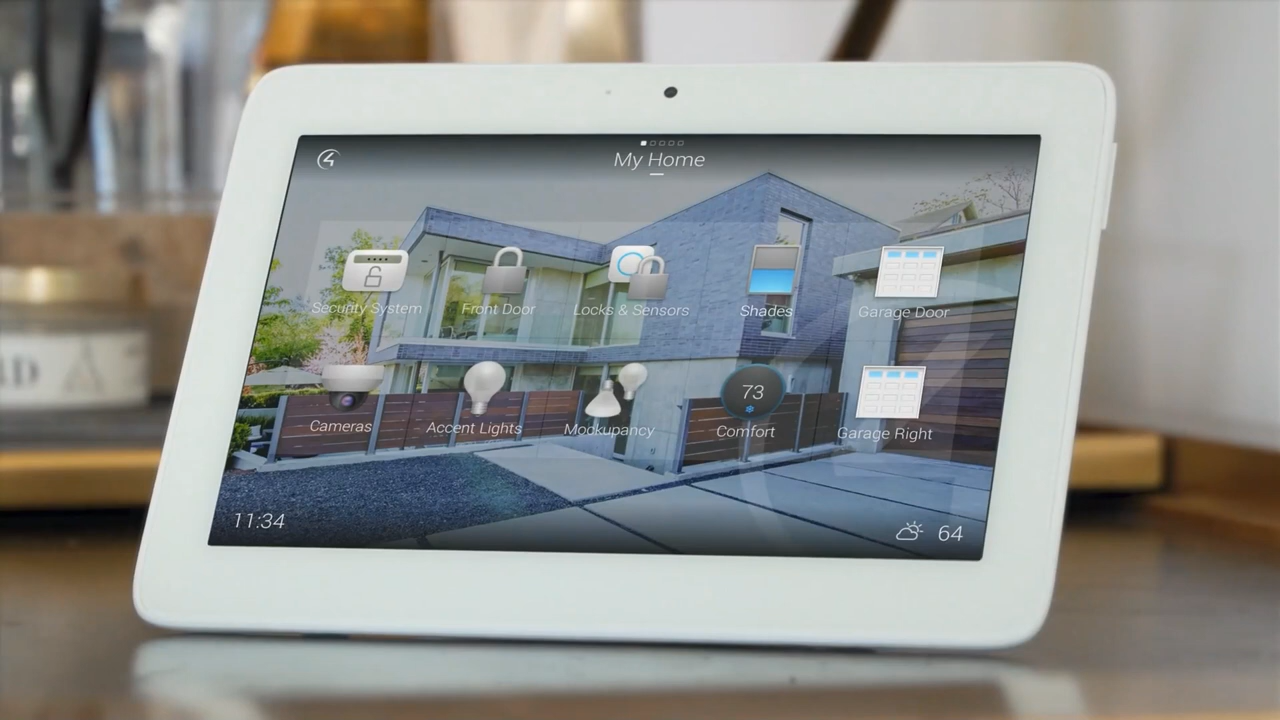 4
My Home
Security System
Front Door
Locks & Sensors
Shades
Garage Door
73
Cameras
Accent Lights
Mockupancy
Comfort
Garage Right
11:34
64